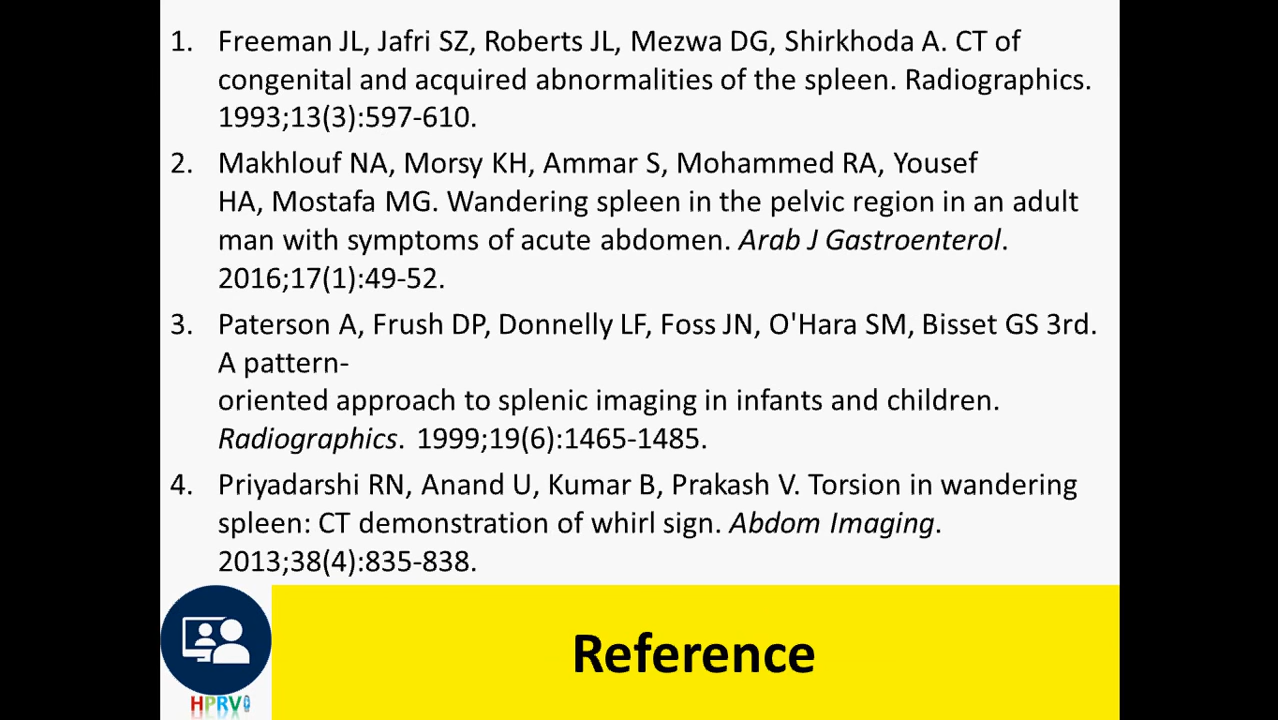 1. Freeman JL, Jafri SZ, Roberts JL, Mezwa DG, Shirkhoda A. CT of
congenital and acquired abnormalities of the spleen. Radiographics.
1993;13(3):597-610.
2. Makhlouf NA, Morsy KH, Ammar S, Mohammed RA, Yousef
HA, Mostafa MG. Wandering spleen in the pelvic region in an adult
man with symptoms of acute abdomen. Arab J Gastroenterol.
2016;17(1):49-52.
3. Paterson A, Frush DP, Donnelly LF, Foss JN, O'Hara SM, Bisset GS 3rd.
A pattern-
oriented approach to splenic imaging in infants and children.
Radiographics. 1999;19(6):1465-1485.
4. Priyadarshi RN, Anand U, Kumar B, Prakash V. Torsion in wandering
spleen: CT demonstration of whirl sign. Abdom Imaging.
2013;38(4):835-838.
Reference
HPRV